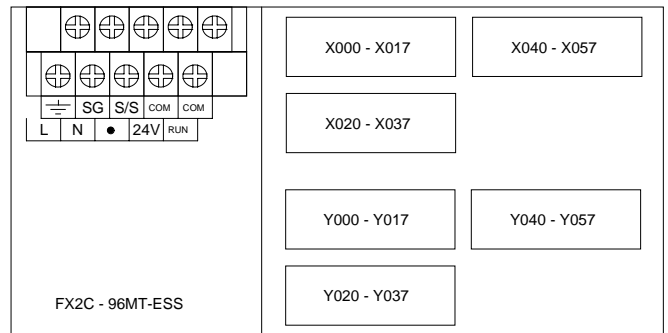 SG S/S COM COM
L N 24V RUN
FX2C - 96MT-ESS
X000 - X017 X040 - X057
X020 - X037
Y000 - Y017 Y040 - Y057
Y020 - Y037